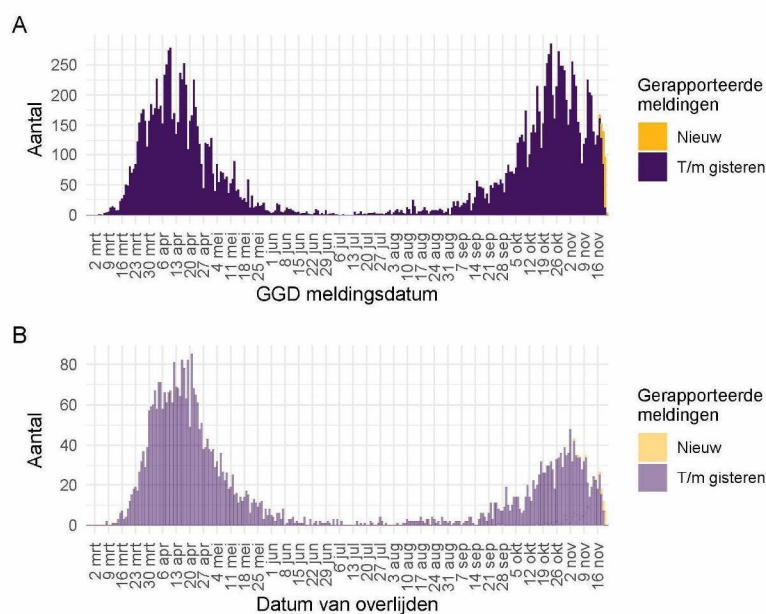 A
Aantal
250
200
150
100
50
0
2 mrt
9 mrt
16 mrt
23 mrt
30 mrt
6 apr
13 apr
20 apr
27 apr
4 mei
11 mei
18 mei
25 mei
1 jun
8 jun
15 jun
22 jun
29 jun
6 jul
13 jul
20 jul
27 jul
3 aug
10 aug
17 aug
24 aug
31 aug
7 sep
14 sep
21 sep
28 sep
5 okt
12 okt
19 okt
26 okt
2 nov
9 nov
16 nov
GGD meldingsdatum
Gerapporteerde
meldingen
Nieuw
T/m gisteren
B
Aantal
80
60
40
20
0
2 mrt
9 mrt
16 mrt
23 mrt
30 mrt
6 apr
13 apr
20 apr
27 apr
4 mei
11 mei
18 mei
25 mei
1 jun
8 jun
15 jun
22 jun
29 jun
6 jul
13 jul
20 jul
27 jul
3 aug
10 aug
17 aug
24 aug
31 aug
7 sep
14 sep
21 sep
28 sep
5 okt
12 okt
19 okt
26 okt
2 nov
9 nov
16 nov
Datum van overlijden
Gerapporteerde
meldingen
Nieuw
T/m gisteren